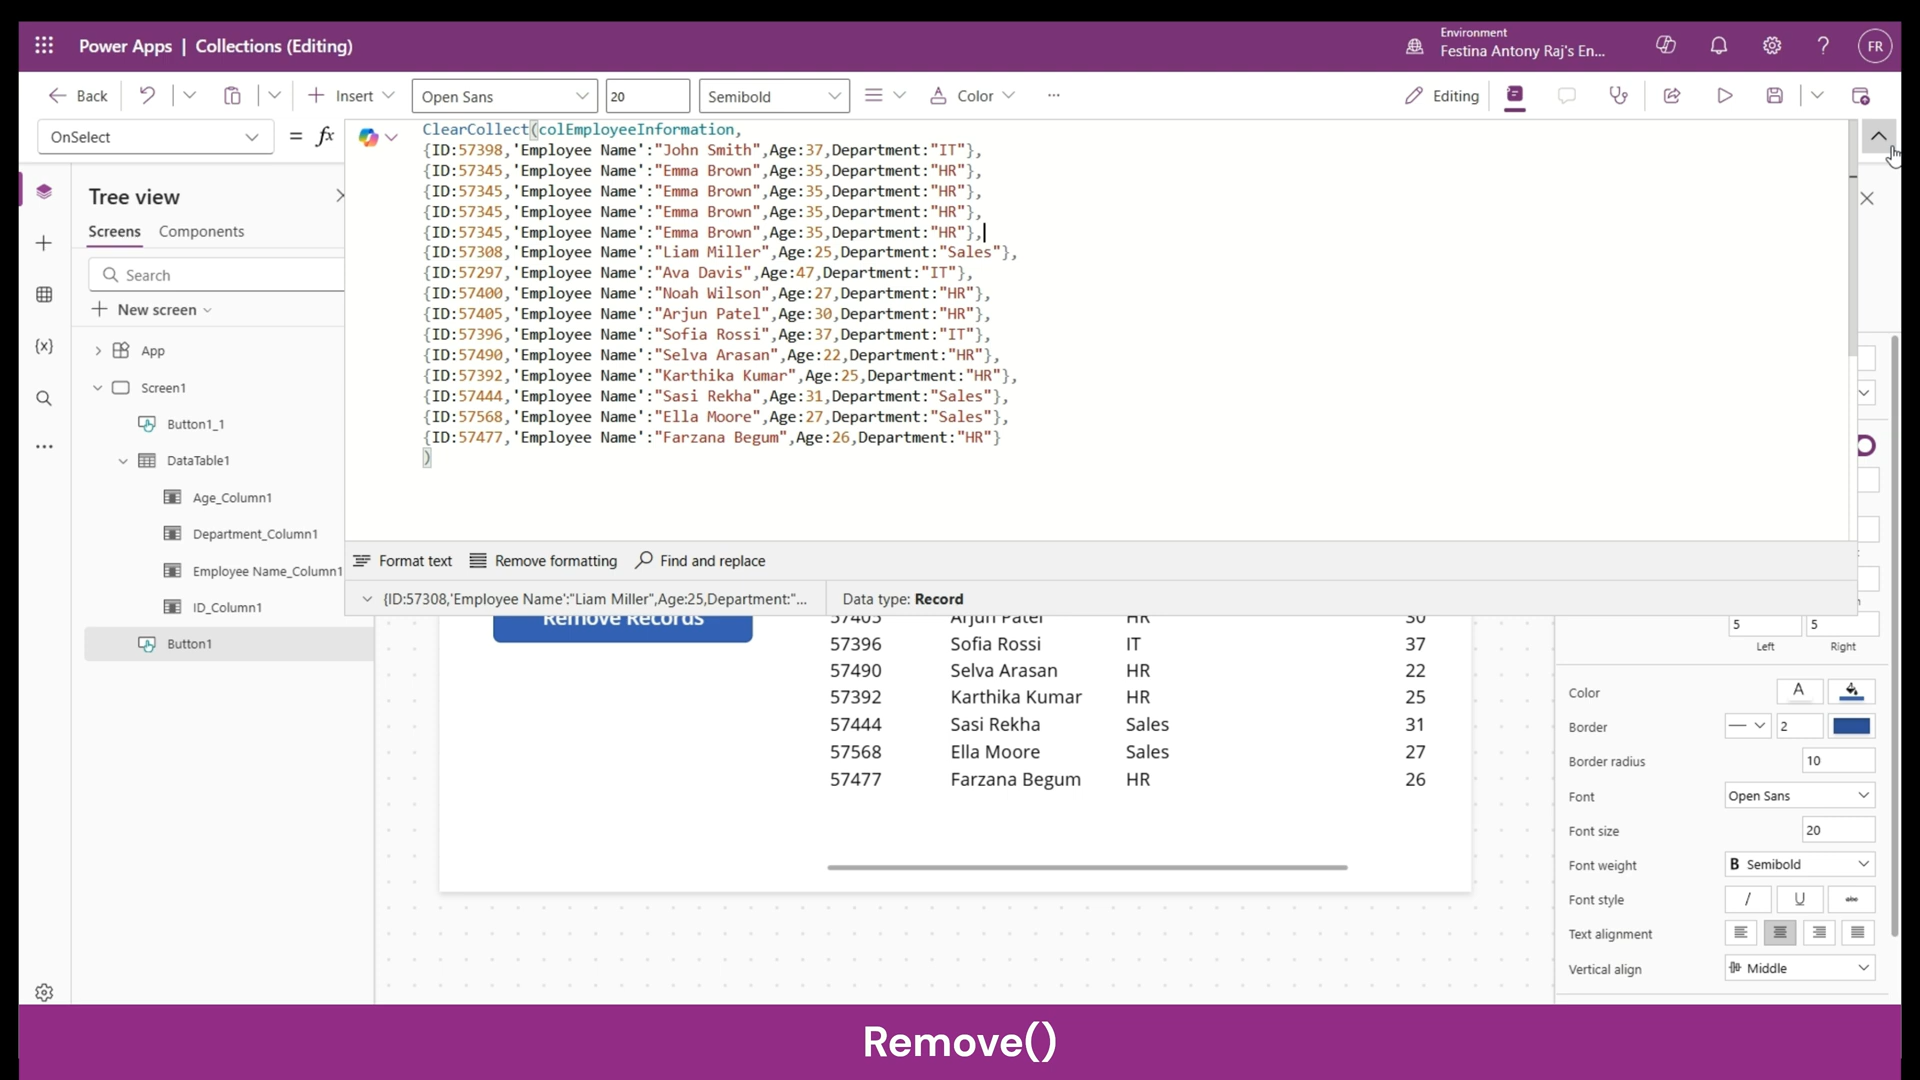 Power Apps | Collections (Editing)
Environment
Festina Antony Raj's En...
FR
Back
Insert
Open Sans
20
Semibold
Color
Editing
OnSelect
= fx
ClearCollect(colEmployeeInformation,
{ID:57398,'Employee Name':"John Smith",Age:37,Department:"IT"},
{ID:57345,'Employee Name':"Emma Brown",Age:35,Department:"HR"},
{ID:57345,'Employee Name':"Emma Brown",Age:35,Department:"HR"},
{ID:57345,'Employee Name':"Emma Brown",Age:35,Department:"HR"},
{ID:57345,'Employee Name':"Emma Brown",Age:35,Department:"HR"},
{ID:57308,'Employee Name':"Liam Miller",Age:25,Department:"Sales"},
{ID:57297,'Employee Name':"Ava Davis",Age:47,Department:"IT"},
{ID:57400,'Employee Name':"Noah Wilson",Age:27,Department:"HR"},
{ID:57405,'Employee Name':"Arjun Patel",Age:30,Department:"HR"},
{ID:57396,'Employee Name':"Sofia Rossi",Age:37,Department:"IT"},
{ID:57490,'Employee Name':"Selva Arasan",Age:22,Department:"HR"},
{ID:57392,'Employee Name':"Karthika Kumar",Age:25,Department:"HR"},
{ID:57444,'Employee Name':"Sasi Rekha",Age:31,Department:"Sales"},
{ID:57568,'Employee Name':"Ella Moore",Age:27,Department:"Sales"},
{ID:57477,'Employee Name':"Farzana Begum",Age:26,Department:"HR"}
)
Format text
Remove formatting
Find and replace
{ID:57308,'Employee Name':"Liam Miller",Age:25,Department:"...
Data type: Record
Tree view
Screens
Components
Search
New screen
App
Screen1
Button1_1
DataTable1
Age_Column1
Department_Column1
Employee Name_Column1
ID_Column1
Button1
Remove Records
57405 Arjun Patel HR 30
57396 Sofia Rossi IT 37
57490 Selva Arasan HR 22
57392 Karthika Kumar HR 25
57444 Sasi Rekha Sales 31
57568 Ella Moore Sales 27
57477 Farzana Begum HR 26
5 5
Left Right
Color A
Border 2
Border radius 10
Font Open Sans
Font size 20
Font weight B Semibold
Font style / U abc
Text alignment
Vertical align Middle
Remove()